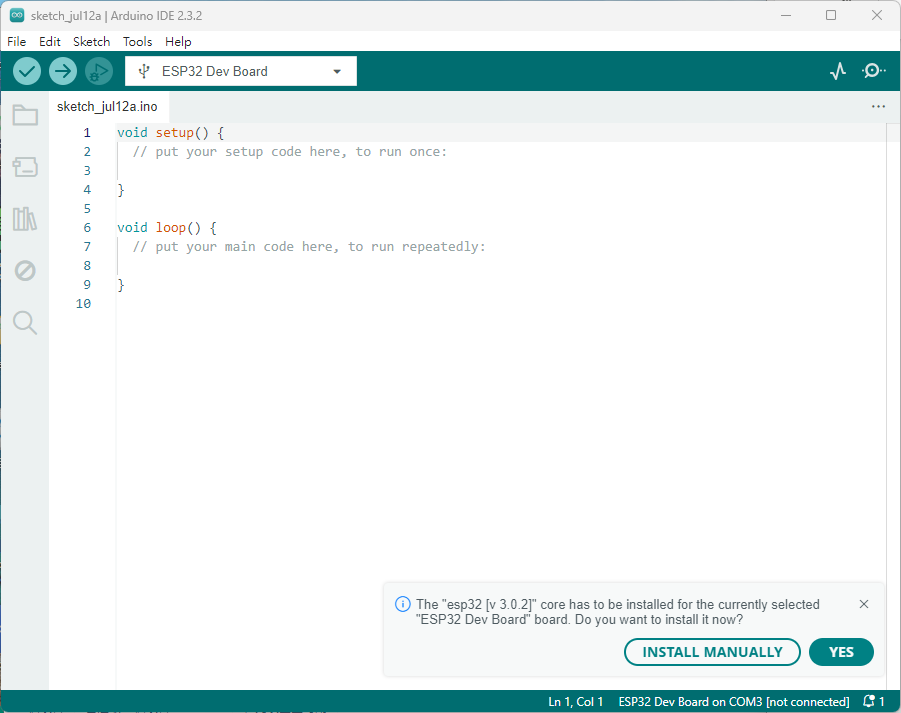 sketch_jul12a | Arduino IDE 2.3.2
File Edit Sketch Tools Help
ESP32 Dev Board
sketch_jul12a.ino
1 void setup() {
2 // put your setup code here, to run once:
3
4 }
5
6 void loop() {
7 // put your main code here, to run repeatedly:
8
9 }
10
The "esp32 [v 3.0.2]" core has to be installed for the currently selected
"ESP32 Dev Board" board. Do you want to install it now?
INSTALL MANUALLY YES
Ln 1, Col 1 ESP32 Dev Board on COM3 [not connected] 1